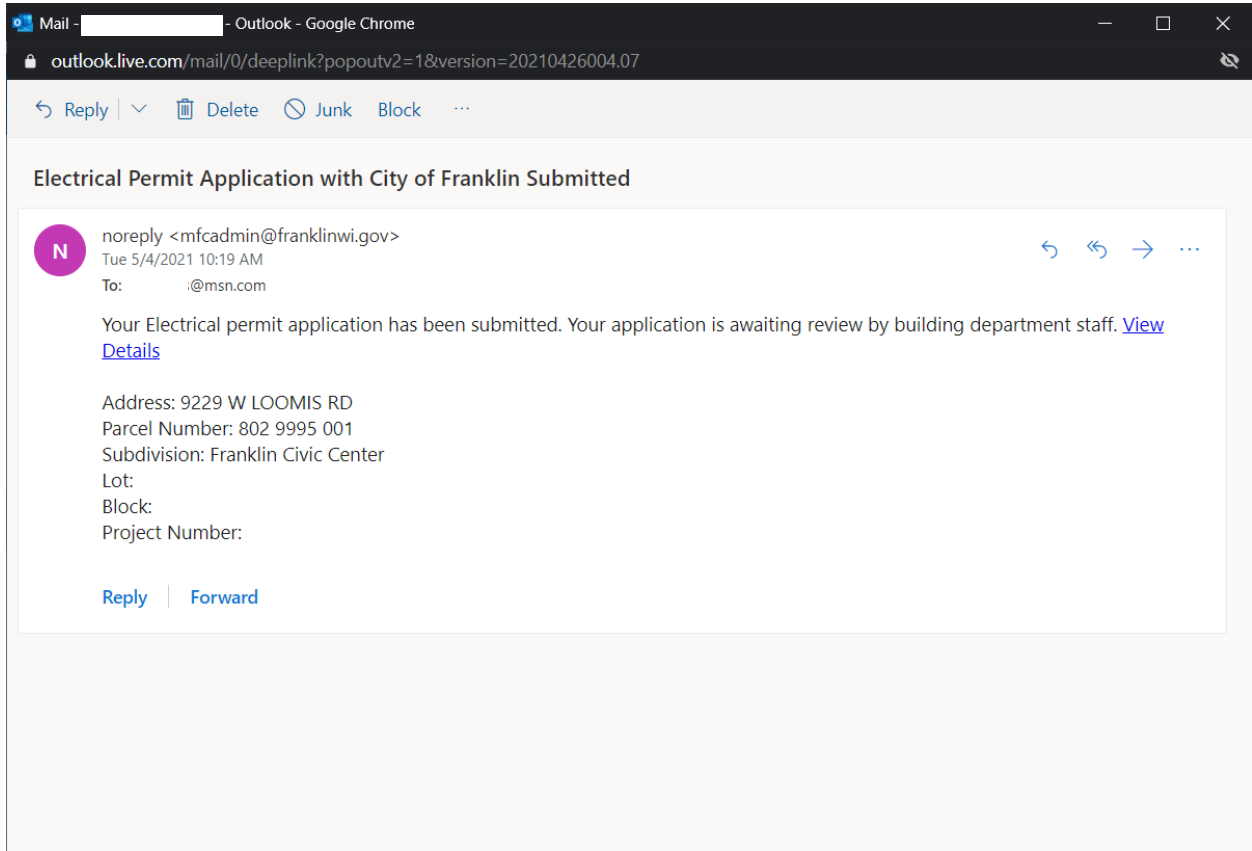 Mail - - Outlook - Google Chrome
outlook.live.com/mail/0/deeplink?popoutv2=1&version=20210426004.07
Reply Delete Junk Block ...
Electrical Permit Application with City of Franklin Submitted
N
noreply <mfcadmin@franklinwi.gov>
Tue 5/4/2021 10:19 AM
To: @msn.com
Your Electrical permit application has been submitted. Your application is awaiting review by building department staff. View
Details
Address: 9229 W LOOMIS RD
Parcel Number: 802 9995 001
Subdivision: Franklin Civic Center
Lot:
Block:
Project Number:
Reply Forward